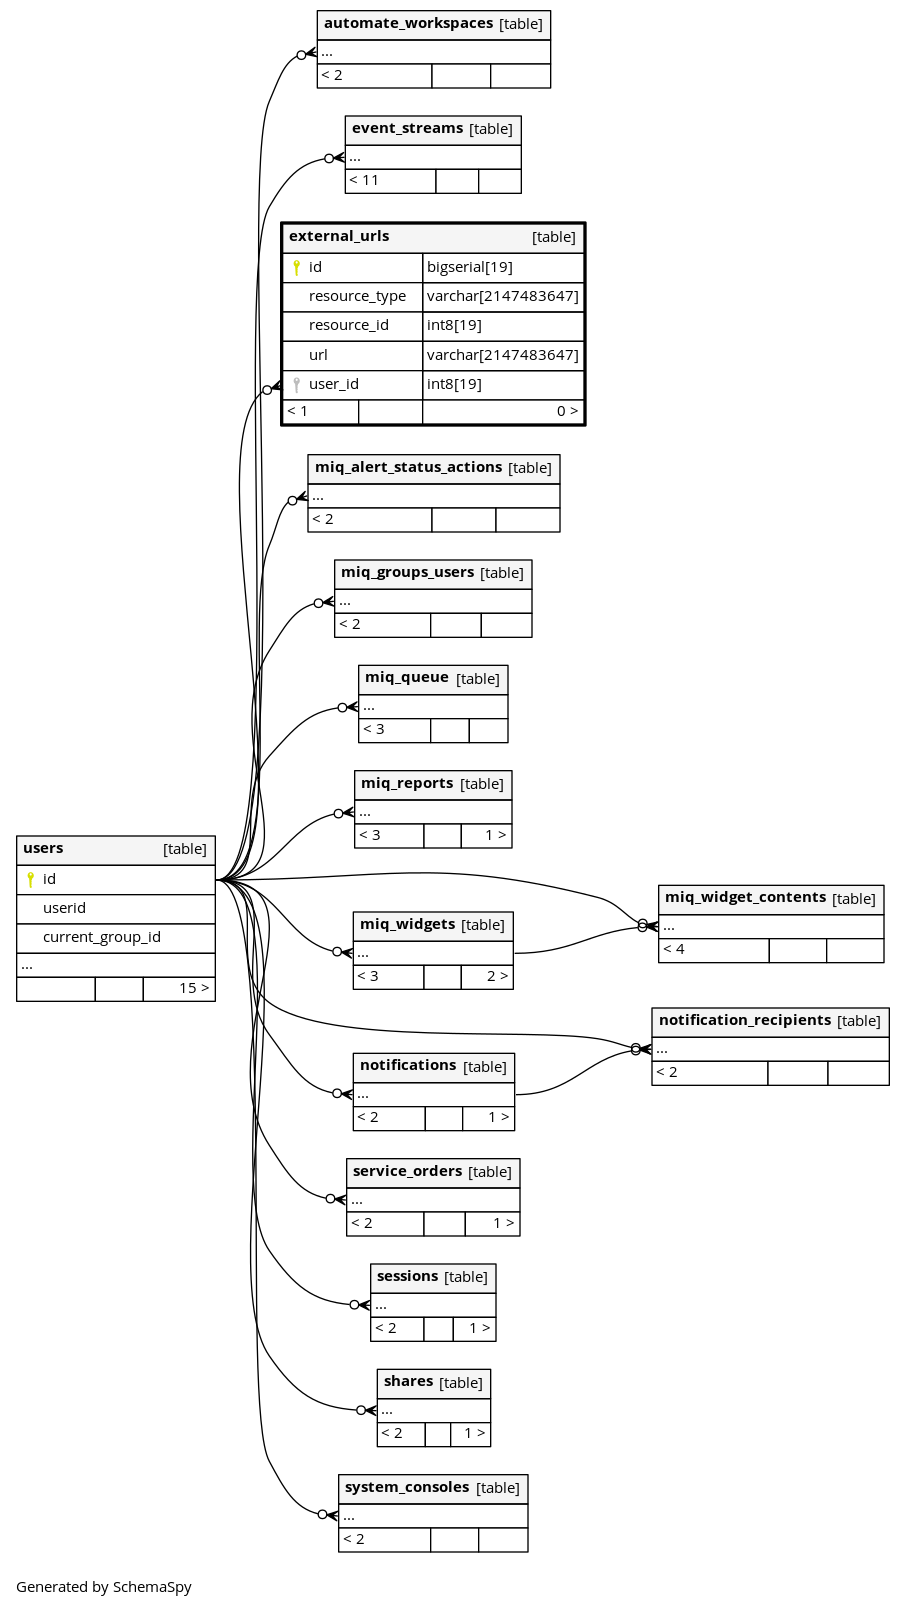 automate_workspaces [table]
...
< 2
event_streams [table]
...
< 11
external_urls [table]
id bigserial[19]
resource_type varchar[2147483647]
resource_id int8[19]
url varchar[2147483647]
user_id int8[19]
< 1 0 >
miq_alert_status_actions [table]
...
< 2
miq_groups_users [table]
...
< 2
miq_queue [table]
...
< 3
miq_reports [table]
...
< 3 1 >
users [table]
id
userid
current_group_id
...
15 >
miq_widgets [table]
...
< 3 2 >
miq_widget_contents [table]
...
< 4
notification_recipients [table]
...
< 2
notifications [table]
...
< 2 1 >
service_orders [table]
...
< 2 1 >
sessions [table]
...
< 2 1 >
shares [table]
...
< 2 1 >
system_consoles [table]
...
< 2
Generated by SchemaSpy